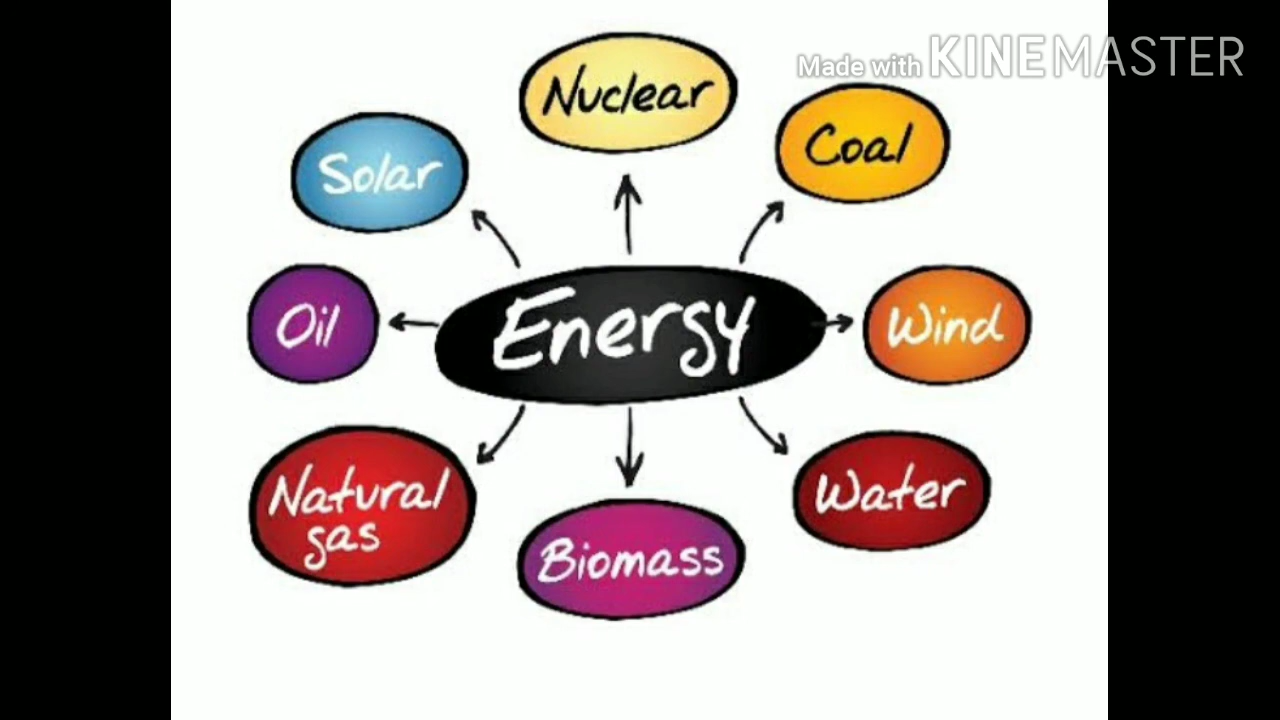 Made with KINEMASTER
Nuclear
Coal
Solar
Oil
Energy
Wind
Natural
gas
Water
Biomass